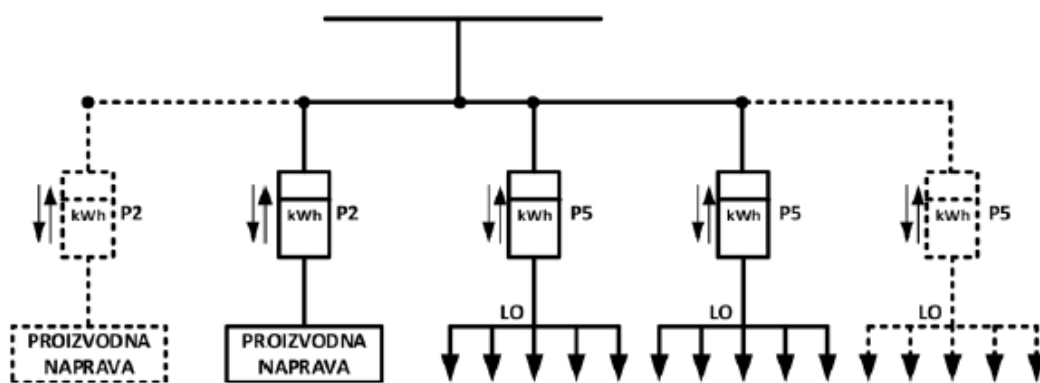 kWh P2
kWh P2
kWh P5
kWh P5
kWh P5
LO
LO
LO
PROIZVODNA
NAPRAVA
PROIZVODNA
NAPRAVA